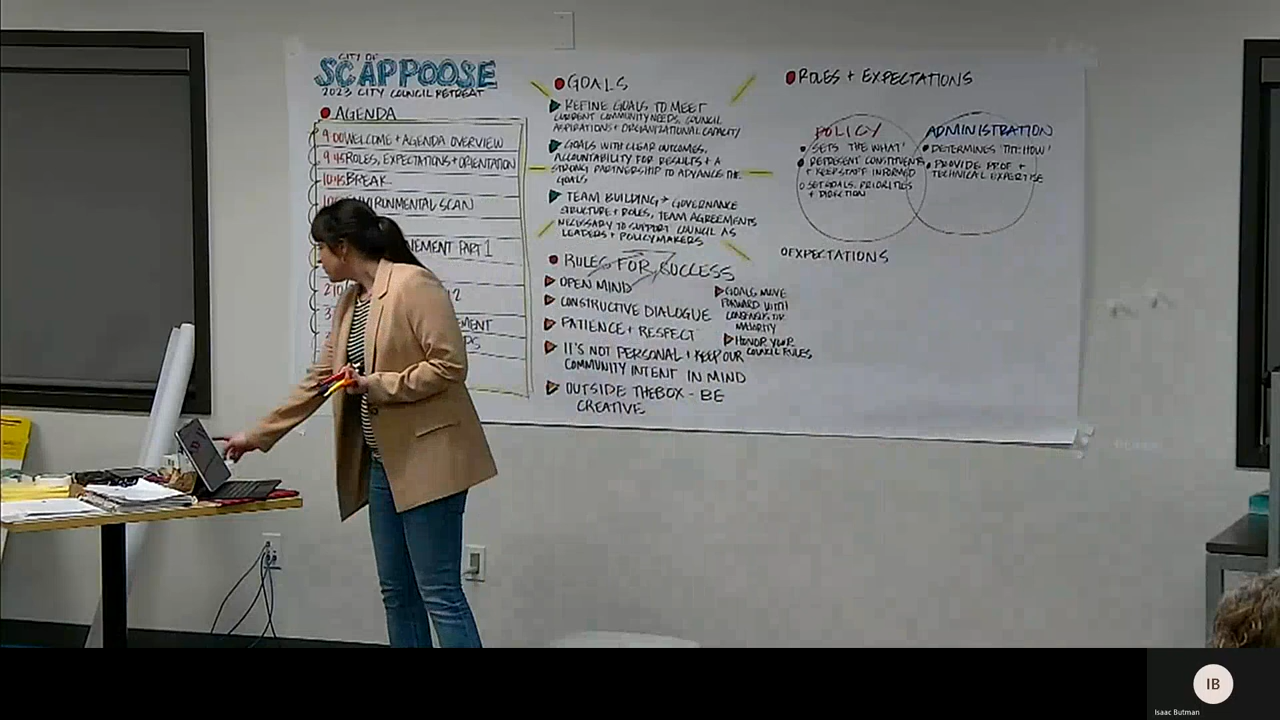 CITY OF
SCAPPOOSE
2023 CITY COUNCIL RETREAT
AGENDA
9:00 WELCOME + AGENDA OVERVIEW
9:45 ROLES, EXPECTATIONS + ORIENTATION
10:45 BREAK
SCAN
PART 1
2:10
2
GOALS
REFINE GOALS TO MEET
CURRENT COMMUNITY NEEDS, COUNCIL
ASPIRATIONS + ORGANIZATIONAL CAPACITY
GOALS WITH CLEAR OUTCOMES,
ACCOUNTABILITY FOR RESULTS + A
STRONG PARTNERSHIP TO ADVANCE THE
GOALS
TEAM BUILDING → GOVERNANCE
STRUCTURE + ROLES, TEAM AGREEMENTS
NECESSARY TO SUPPORT COUNCIL AS
LEADERS + POLICYMAKERS
RULES FOR SUCCESS
OPEN MIND
CONSTRUCTIVE DIALOGUE
PATIENCE + RESPECT
IT'S NOT PERSONAL! KEEP OUR
COMMUNITY INTENT IN MIND
OUTSIDE THE BOX - BE
CREATIVE
GOALS MOVE
FORWARD WITH
MAJORITY
HONOR YOUR
COUNCIL RULES
ROLES + EXPECTATIONS
POLICY
SETS THE 'WHAT'
REPRESENT CONSTITUENTS
+ KEEP STAFF INFORMED
SET GOALS, PRIORITIES
+ DIRECTION
ADMINISTRATION
DETERMINES 'THE HOW'
PROVIDE PROF +
TECHNICAL EXPERTISE
EXPECTATIONS
IB
Isaac Butman